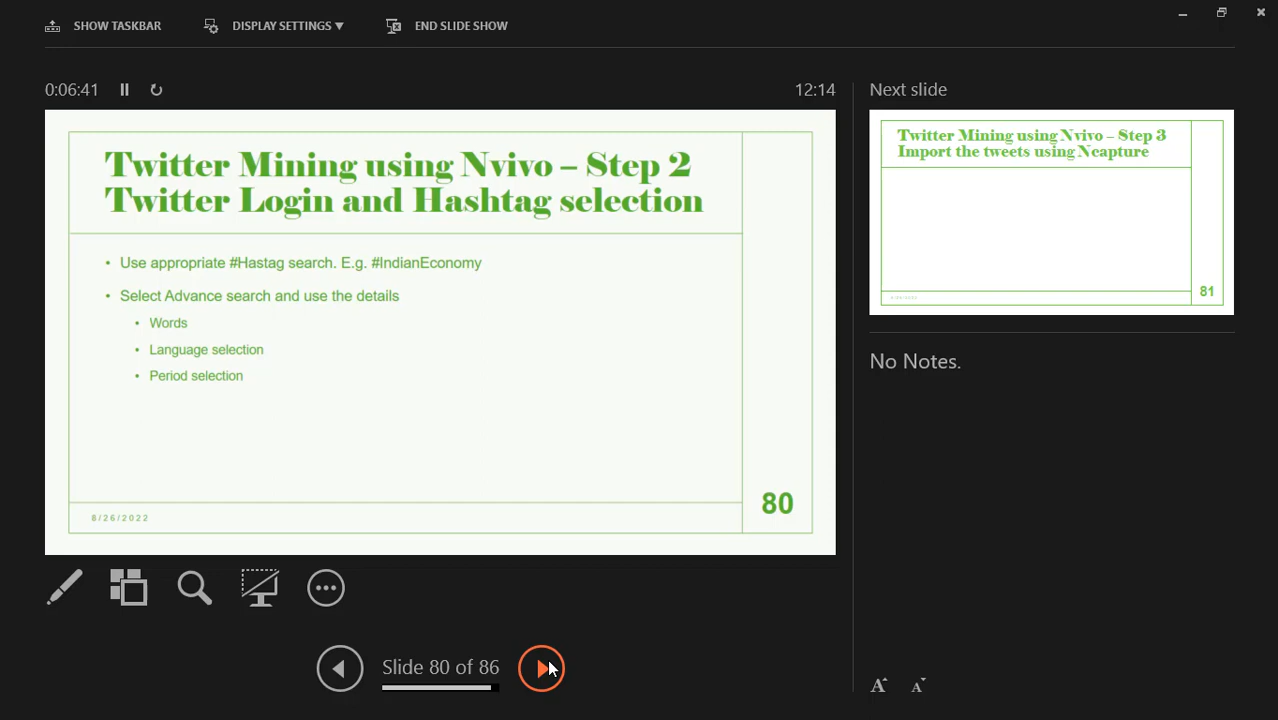 SHOW TASKBAR
DISPLAY SETTINGS
END SLIDE SHOW
0:06:41
12:14
Twitter Mining using Nvivo – Step 2
Twitter Login and Hashtag selection
• Use appropriate #Hastag search. E.g. #IndianEconomy
• Select Advance search and use the details
• Words
• Language selection
• Period selection
8/26/2022
80
Slide 80 of 86
Next slide
Twitter Mining using Nvivo – Step 3
Import the tweets using Ncapture
81
No Notes.
A
A